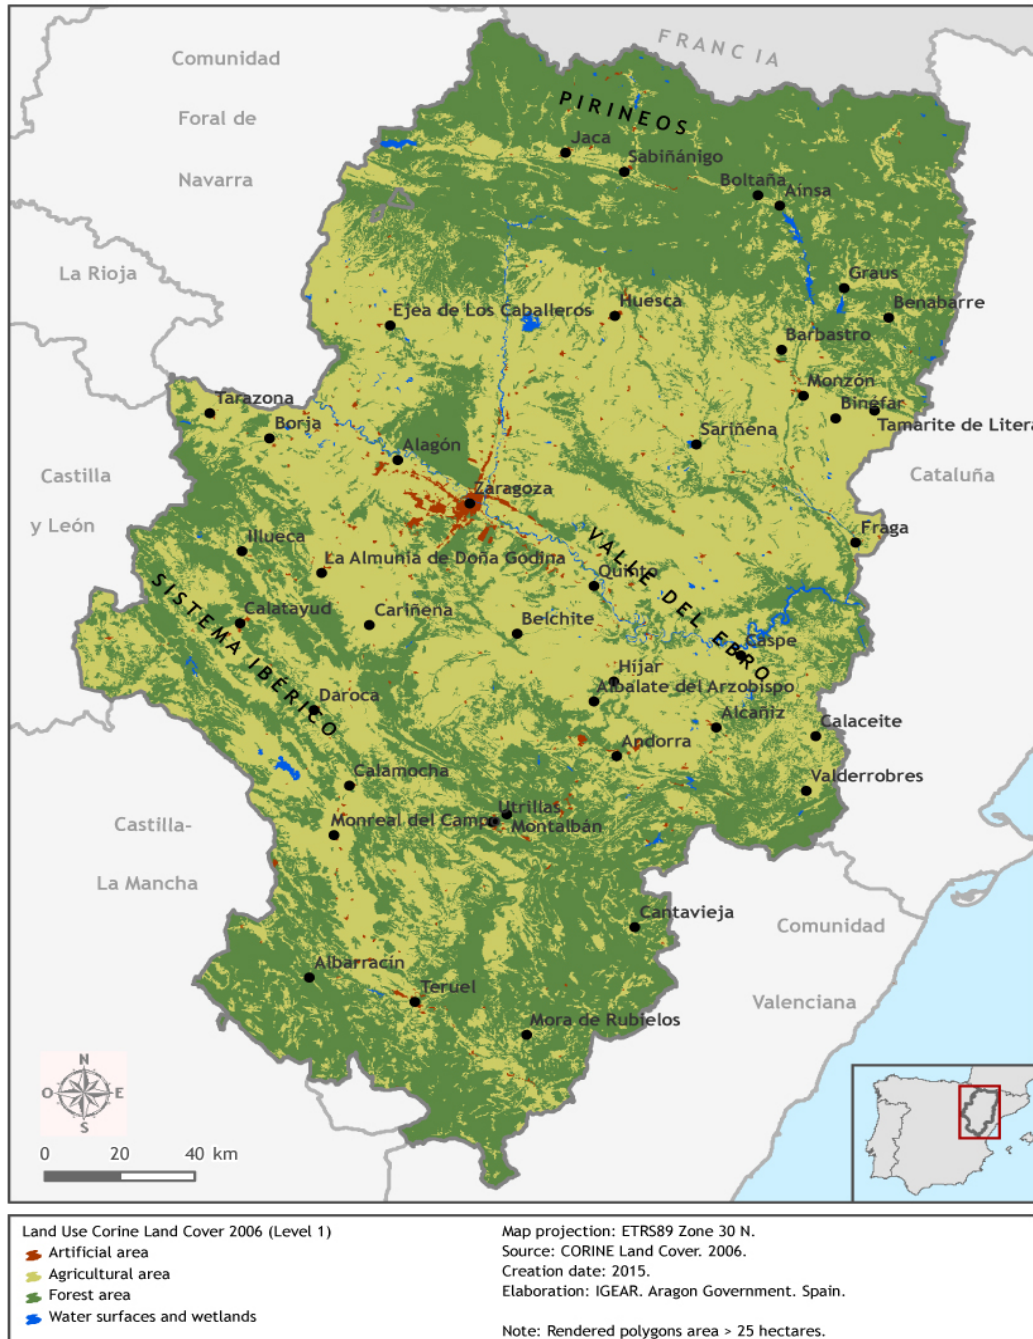 FRANCIA
Comunidad
Foral de
Navarra
PIRINEOS
Jaca
Sabiñánigo
Boltaña
Aínsa
La Rioja
Graus
Benabarre
Ejea de Los Caballeros
Huesca
Barbastro
Monzón
Binéfar
Tamarite de Litera
Tarazona
Borja
Alagón
Sariñena
Castilla
y León
Cataluña
Zaragoza
Fraga
Illueca
La Almunia de Doña Godina
VALLE DEL EBRO
Quinto
SISTEMA IBÉRICO
Calatayud
Cariñena
Belchite
Caspe
Híjar
Albalate del Arzobispo
Daroca
Alcañiz
Calaceite
Andorra
Calamocha
Valderrobres
Utrillas
Monreal del Campo
Montalbán
Castilla-
La Mancha
Cantavieja
Comunidad
Valenciana
Albarracín
Teruel
Mora de Rubielos
N
O E
S
0 20 40 km
Land Use Corine Land Cover 2006 (Level 1)
Artificial area
Agricultural area
Forest area
Water surfaces and wetlands
Map projection: ETRS89 Zone 30 N.
Source: CORINE Land Cover. 2006.
Creation date: 2015.
Elaboration: IGEAR. Aragon Government. Spain.
Note: Rendered polygons area > 25 hectares.